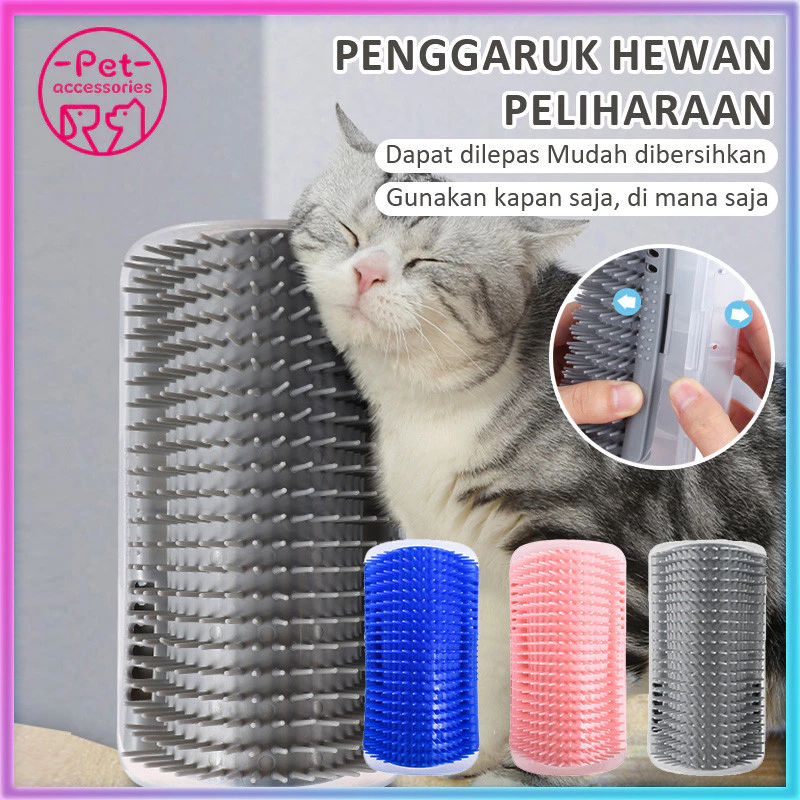 Pet
accessories
PENGGARUK HEWAN
PELIHARAAN
Dapat dilepas Mudah dibersihkan
Gunakan kapan saja, di mana saja